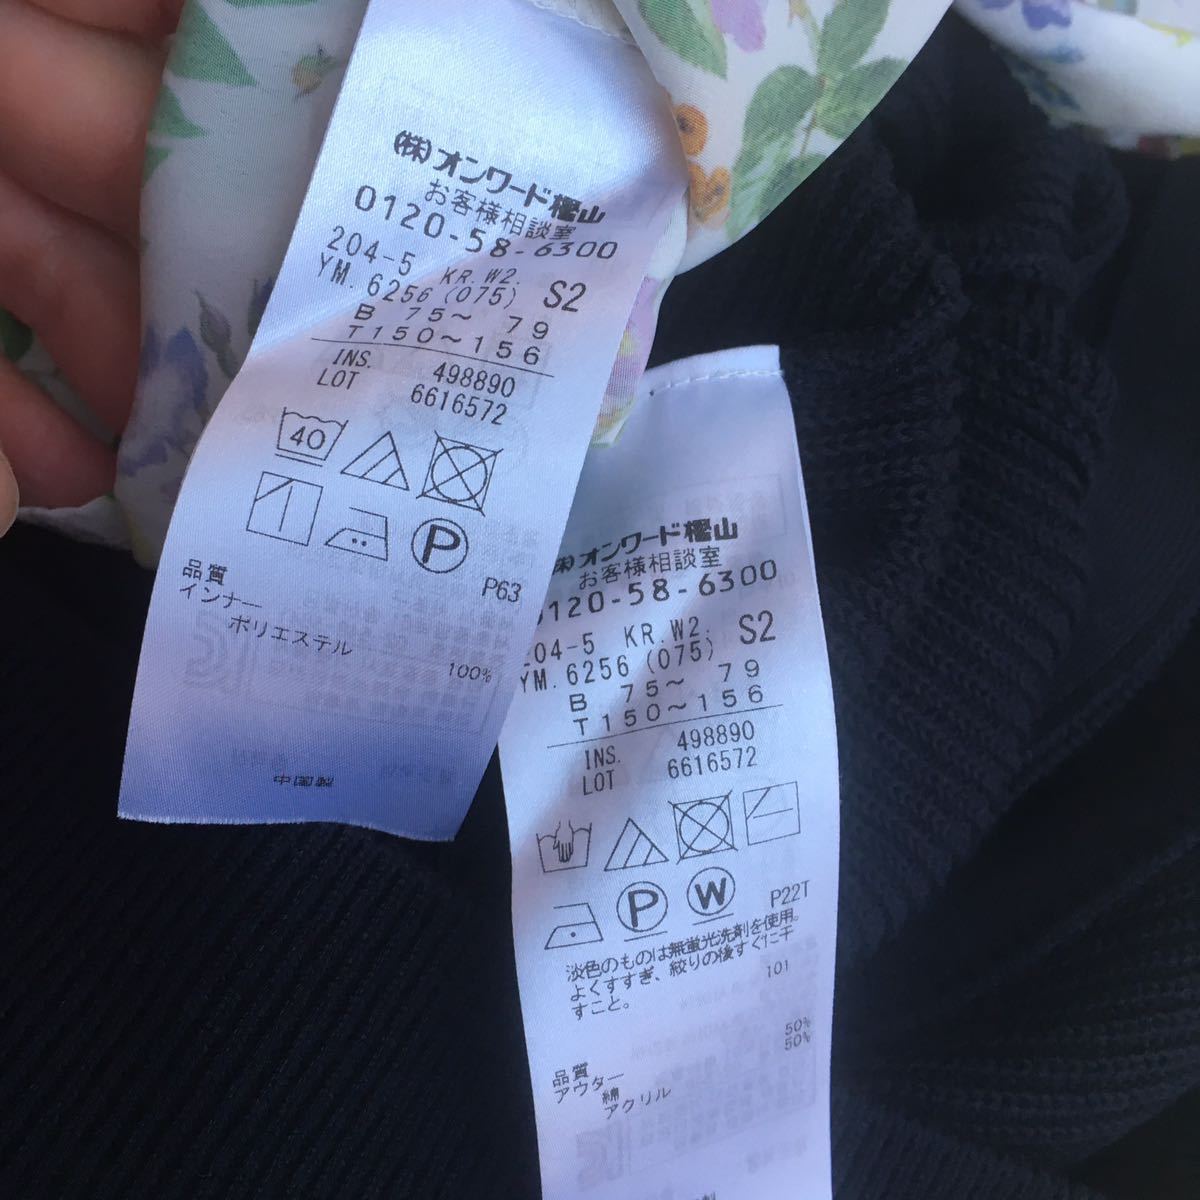 (株)オンワード樫山
お客様相談室
0120-58-6300
204-5 KR.W2.
YM.6256(075) S2
B 75～ 79
T150～156
INS. 498890
LOT 6616572
40
P
P63
品質
インナー
ポリエステル 100%
中国製
オンワード樫山
お客様相談室
0120-58-6300
204-5 KR.W2.
YM.6256(075) S2
B 75～ 79
T150～156
INS. 498890
LOT 6616572
P W
P22T
淡色のものは無蛍光洗剤を使用。
よくすすぎ、絞りの後すぐに干
すこと。
101
品質
アウター
綿 50%
アクリル 50%